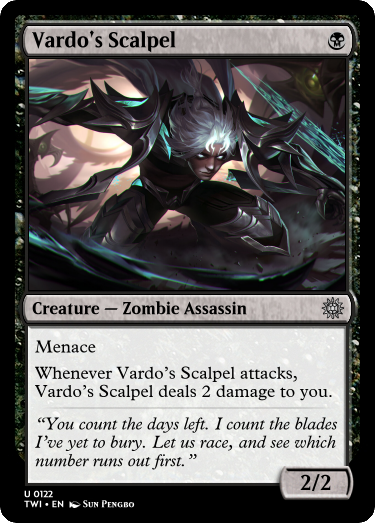 Vardo's Scalpel
Creature — Zombie Assassin
Menace
Whenever Vardo's Scalpel attacks,
Vardo's Scalpel deals 2 damage to you.
“You count the days left. I count the blades
I've yet to bury. Let us race, and see which
number runs out first.”
2/2
U 0122
TWI • EN Sun Pengbo